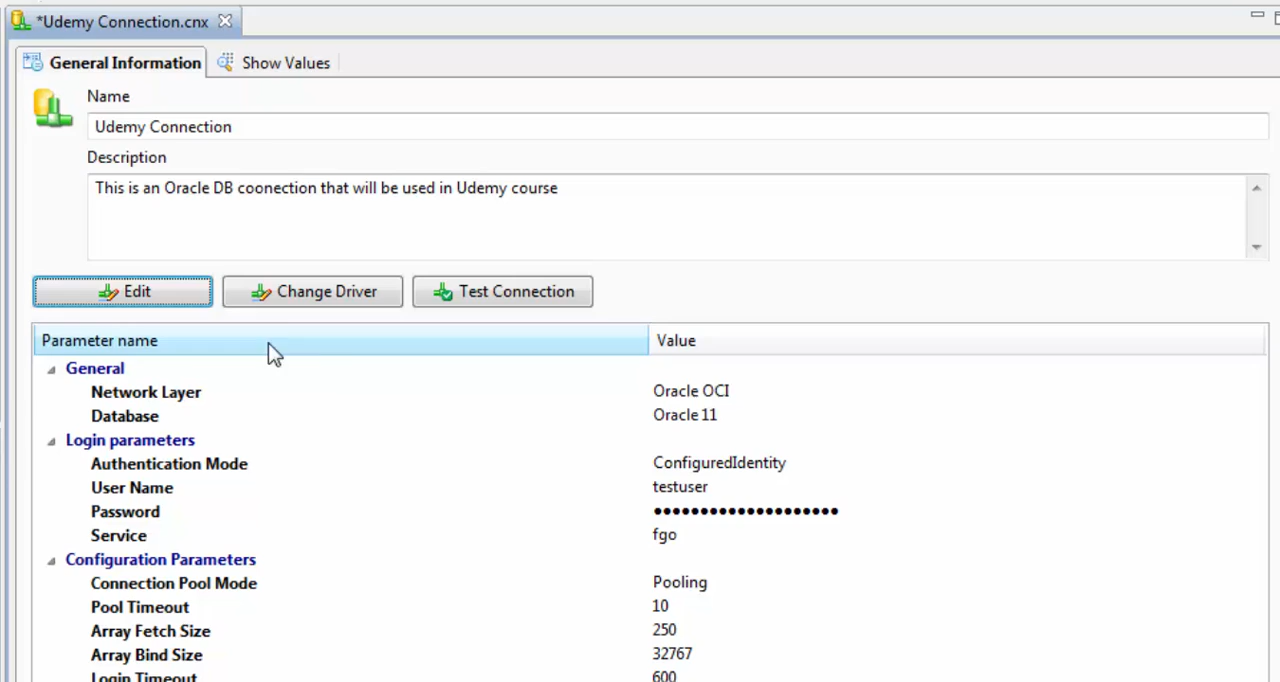 *Udemy Connection.cnx
General Information Show Values
Name
Udemy Connection
Description
This is an Oracle DB coonection that will be used in Udemy course
Edit Change Driver Test Connection
Parameter name Value
General
Network Layer Oracle OCI
Database Oracle 11
Login parameters
Authentication Mode ConfiguredIdentity
User Name testuser
Password ●●●●●●●●●●●●●●●●●●●●
Service fgo
Configuration Parameters
Connection Pool Mode Pooling
Pool Timeout 10
Array Fetch Size 250
Array Bind Size 32767
Login Timeout 600